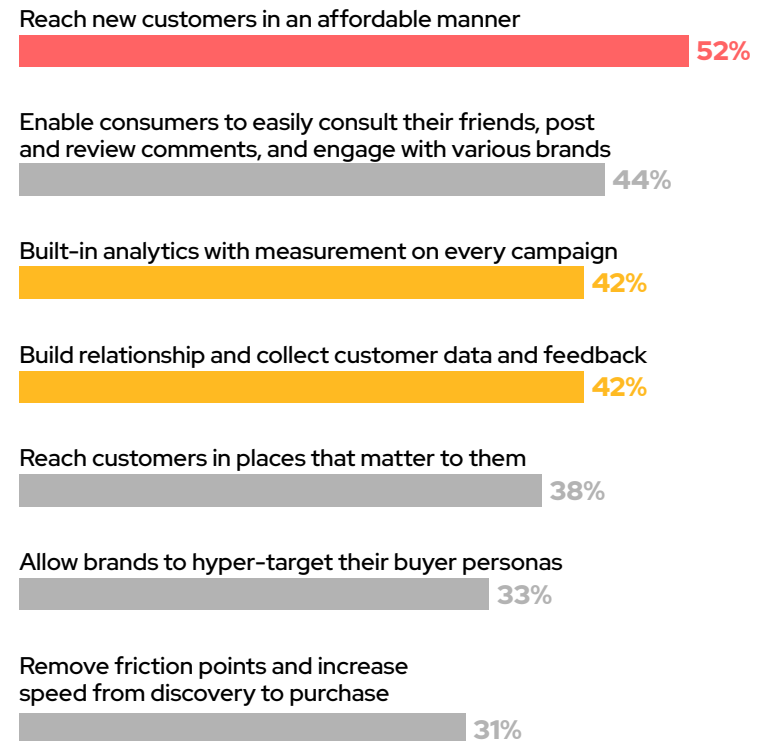 Reach new customers in an affordable manner
52%
Enable consumers to easily consult their friends, post
and review comments, and engage with various brands
44%
Built-in analytics with measurement on every campaign
42%
Build relationship and collect customer data and feedback
42%
Reach customers in places that matter to them
38%
Allow brands to hyper-target their buyer personas
33%
Remove friction points and increase
speed from discovery to purchase
31%